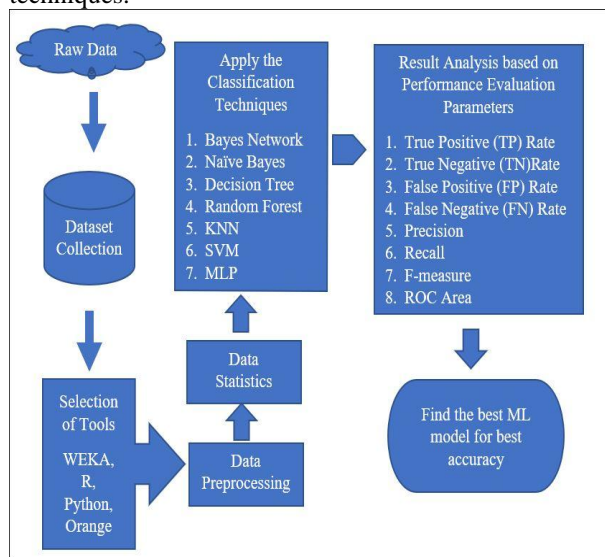 techniques.
Raw Data
Dataset
Collection
Selection
of Tools
WEKA,
R,
Python,
Orange
Data
Preprocessing
Data
Statistics
Apply the
Classification
Techniques
1. Bayes Network
2. Naïve Bayes
3. Decision Tree
4. Random Forest
5. KNN
6. SVM
7. MLP
Result Analysis based on
Performance Evaluation
Parameters
1. True Positive (TP) Rate
2. True Negative (TN)Rate
3. False Positive (FP) Rate
4. False Negative (FN) Rate
5. Precision
6. Recall
7. F-measure
8. ROC Area
Find the best ML
model for best
accuracy